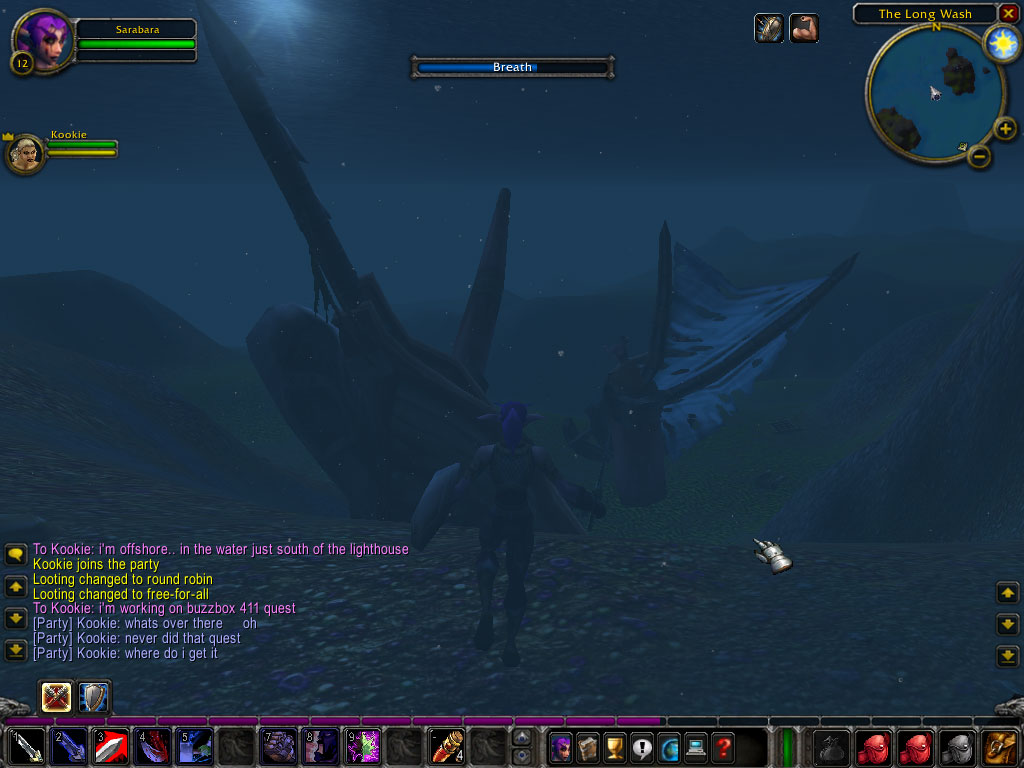 Sarabara
12
Kookie
Breath
The Long Wash
N
To Kookie: i'm offshore.. in the water just south of the lighthouse
Kookie joins the party
Looting changed to round robin
Looting changed to free-for-all
To Kookie: i'm working on buzzbox 411 quest
[Party] Kookie: whats over there     oh
[Party] Kookie: never did that quest
[Party] Kookie: where do i get it
1 2 3 4 5 7 8 9